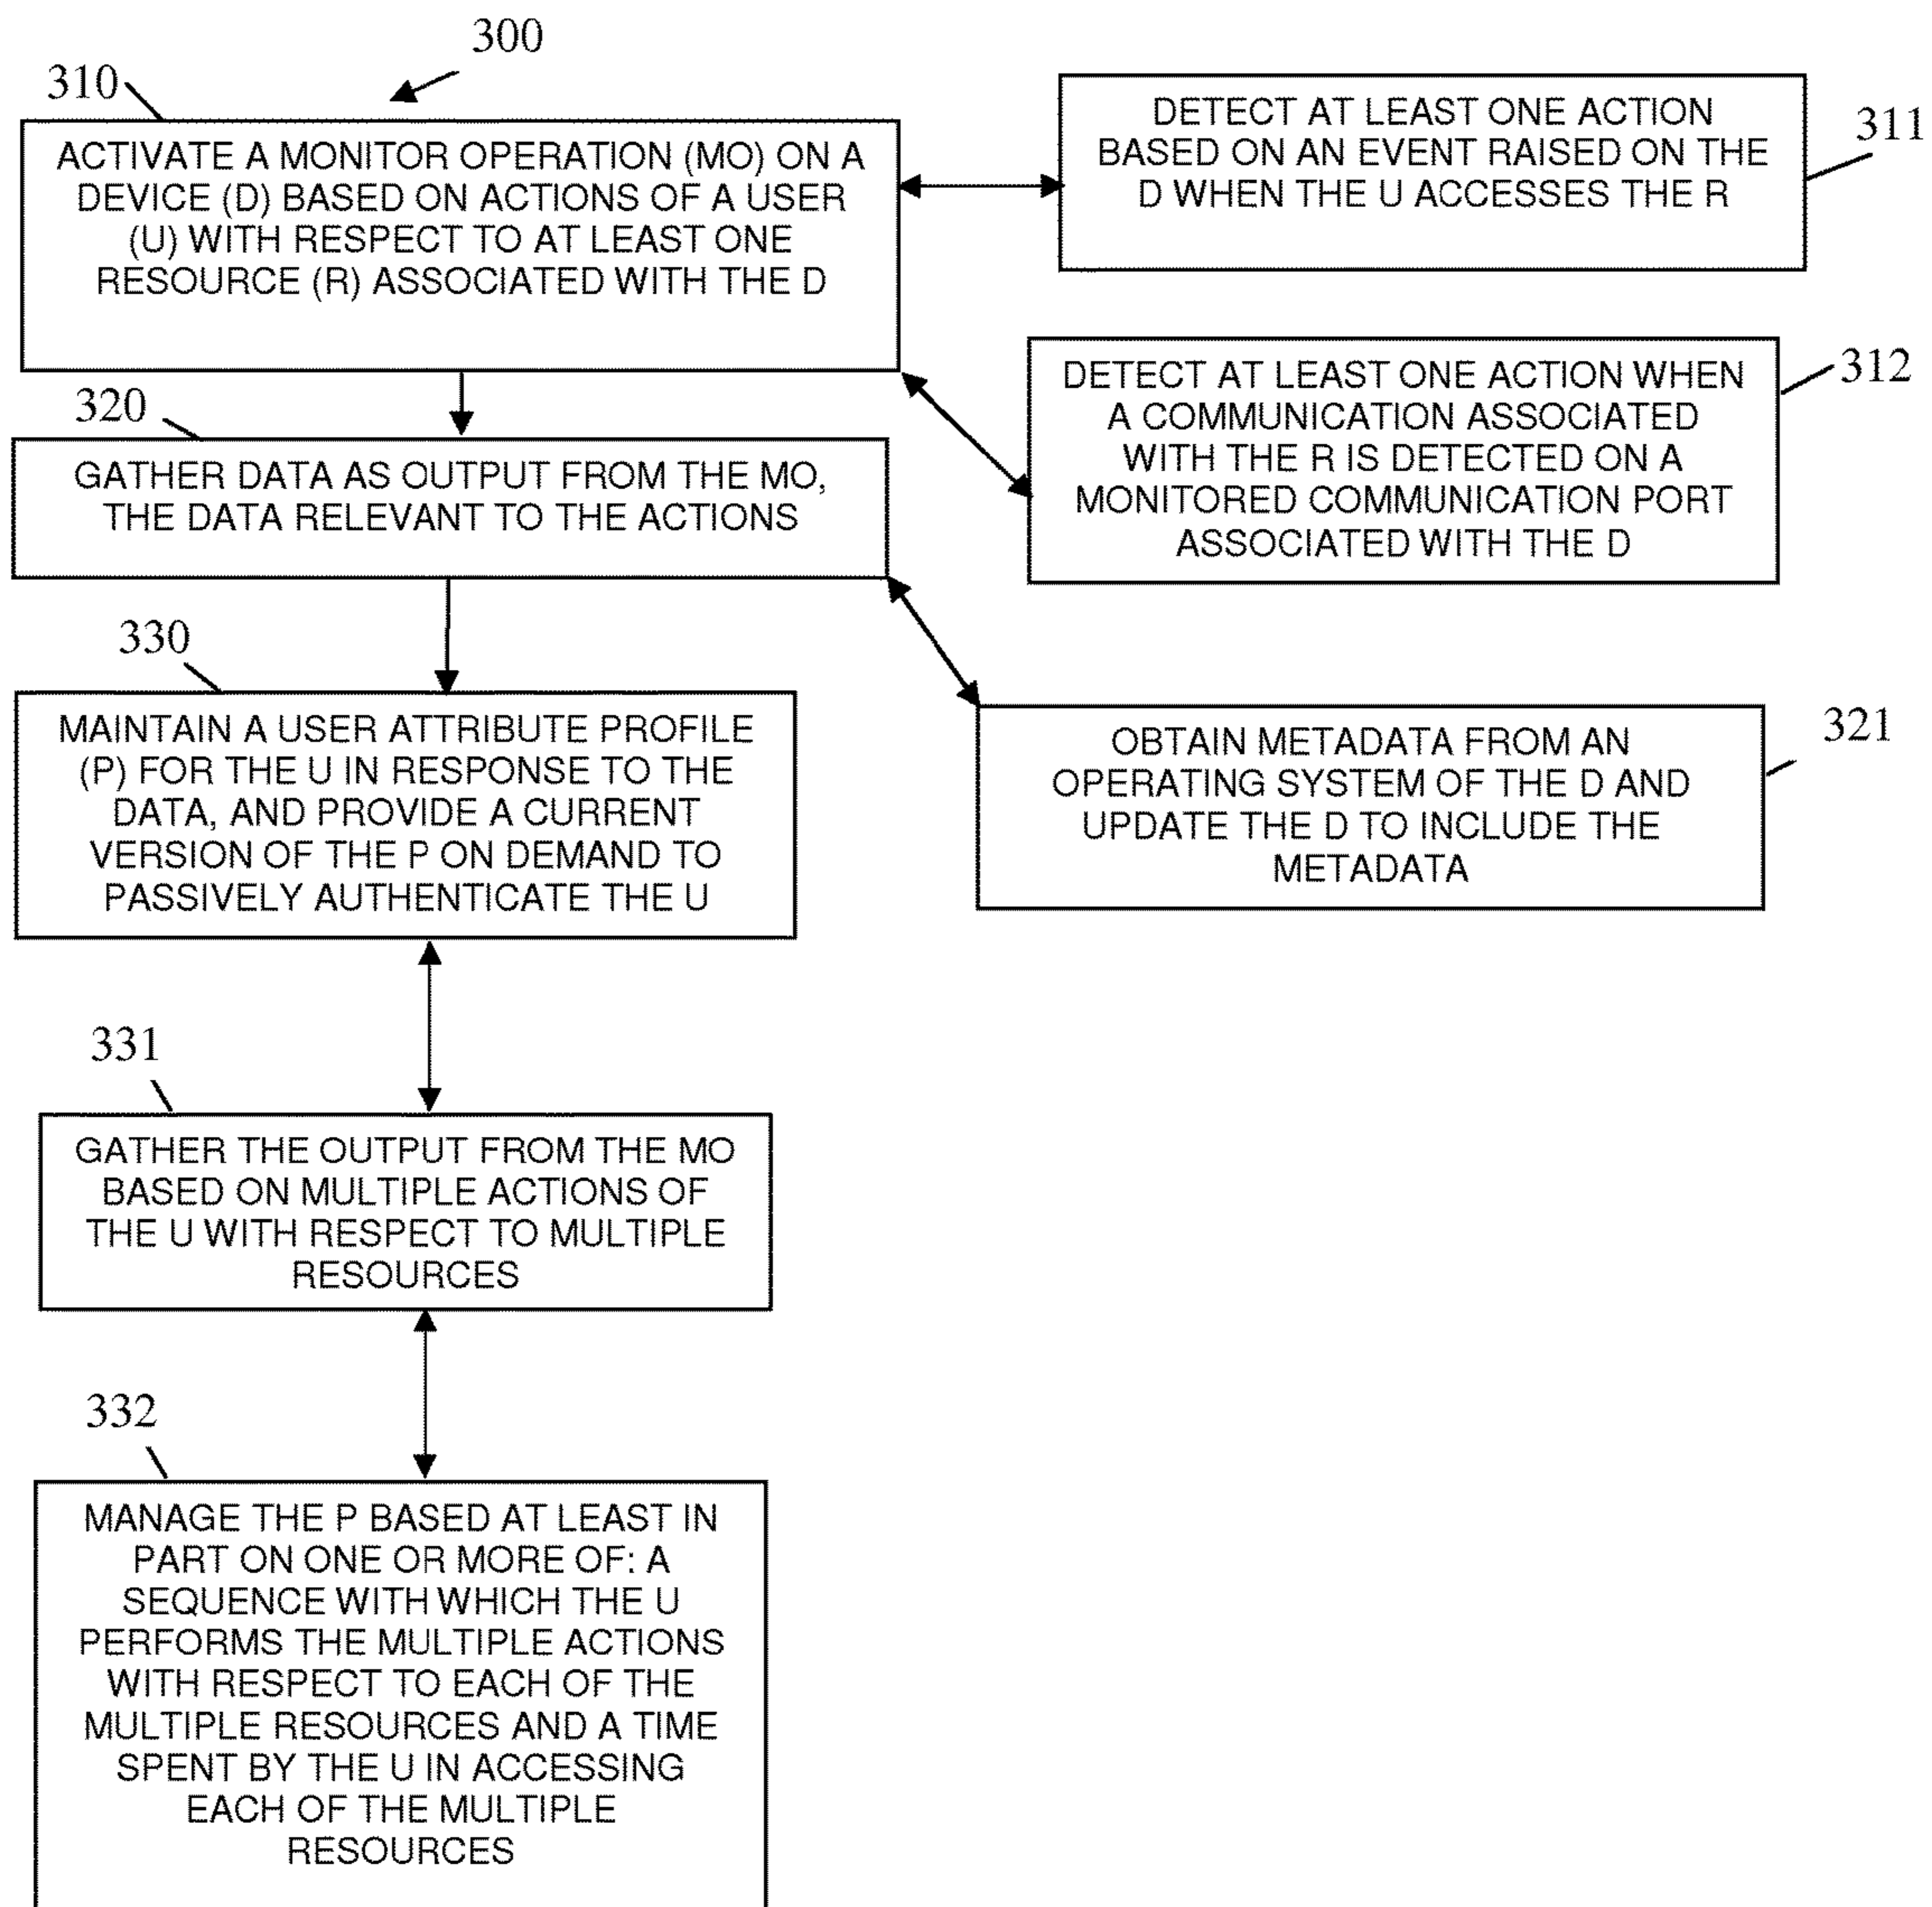 300
310
ACTIVATE A MONITOR OPERATION (MO) ON A
DEVICE (D) BASED ON ACTIONS OF A USER
(U) WITH RESPECT TO AT LEAST ONE
RESOURCE (R) ASSOCIATED WITH THE D
DETECT AT LEAST ONE ACTION
BASED ON AN EVENT RAISED ON THE
D WHEN THE U ACCESSES THE R
311
DETECT AT LEAST ONE ACTION WHEN
A COMMUNICATION ASSOCIATED
WITH THE R IS DETECTED ON A
MONITORED COMMUNICATION PORT
ASSOCIATED WITH THE D
312
320
GATHER DATA AS OUTPUT FROM THE MO,
THE DATA RELEVANT TO THE ACTIONS
330
MAINTAIN A USER ATTRIBUTE PROFILE
(P) FOR THE U IN RESPONSE TO THE
DATA, AND PROVIDE A CURRENT
VERSION OF THE P ON DEMAND TO
PASSIVELY AUTHENTICATE THE U
OBTAIN METADATA FROM AN
OPERATING SYSTEM OF THE D AND
UPDATE THE D TO INCLUDE THE
METADATA
321
331
GATHER THE OUTPUT FROM THE MO
BASED ON MULTIPLE ACTIONS OF
THE U WITH RESPECT TO MULTIPLE
RESOURCES
332
MANAGE THE P BASED AT LEAST IN
PART ON ONE OR MORE OF: A
SEQUENCE WITH WHICH THE U
PERFORMS THE MULTIPLE ACTIONS
WITH RESPECT TO EACH OF THE
MULTIPLE RESOURCES AND A TIME
SPENT BY THE U IN ACCESSING
EACH OF THE MULTIPLE
RESOURCES